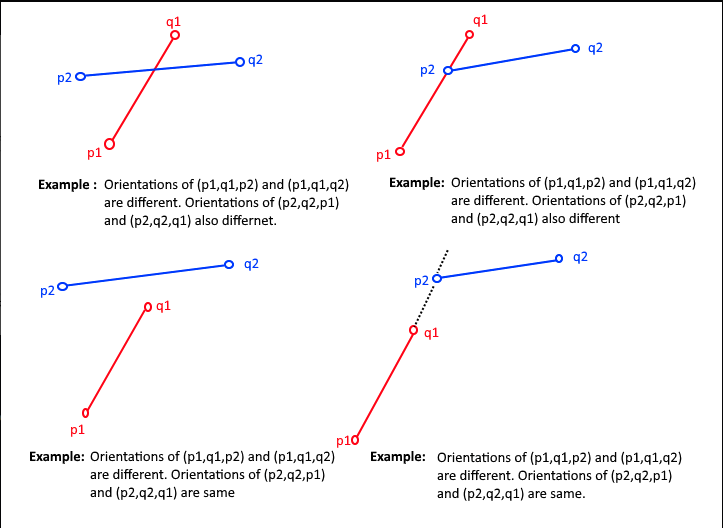 q1
p2
q2
p1
Example : Orientations of (p1,q1,p2) and (p1,q1,q2)
are different. Orientations of (p2,q2,p1)
and (p2,q2,q1) also differnet.
q1
p2
q2
p1
Example: Orientations of (p1,q1,p2) and (p1,q1,q2)
are different. Orientations of (p2,q2,p1)
and (p2,q2,q1) also different
q2
p2
q1
p1
Example: Orientations of (p1,q1,p2) and (p1,q1,q2)
are different. Orientations of (p2,q2,p1)
and (p2,q2,q1) are same
q2
p2
q1
p1
Example: Orientations of (p1,q1,p2) and (p1,q1,q2)
are different. Orientations of (p2,q2,p1)
and (p2,q2,q1) are same.